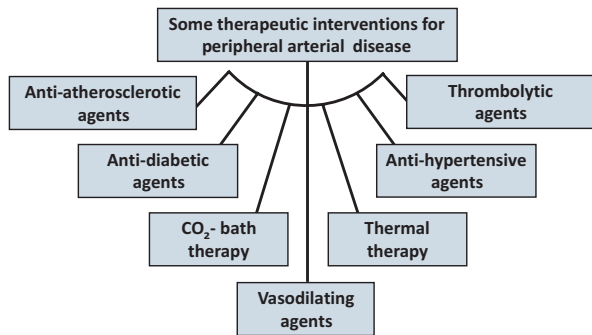 Some therapeutic interventions for
peripheral arterial disease
Anti-atherosclerotic
agents
Thrombolytic
agents
Anti-diabetic
agents
Anti-hypertensive
agents
CO₂- bath
therapy
Thermal
therapy
Vasodilating
agents